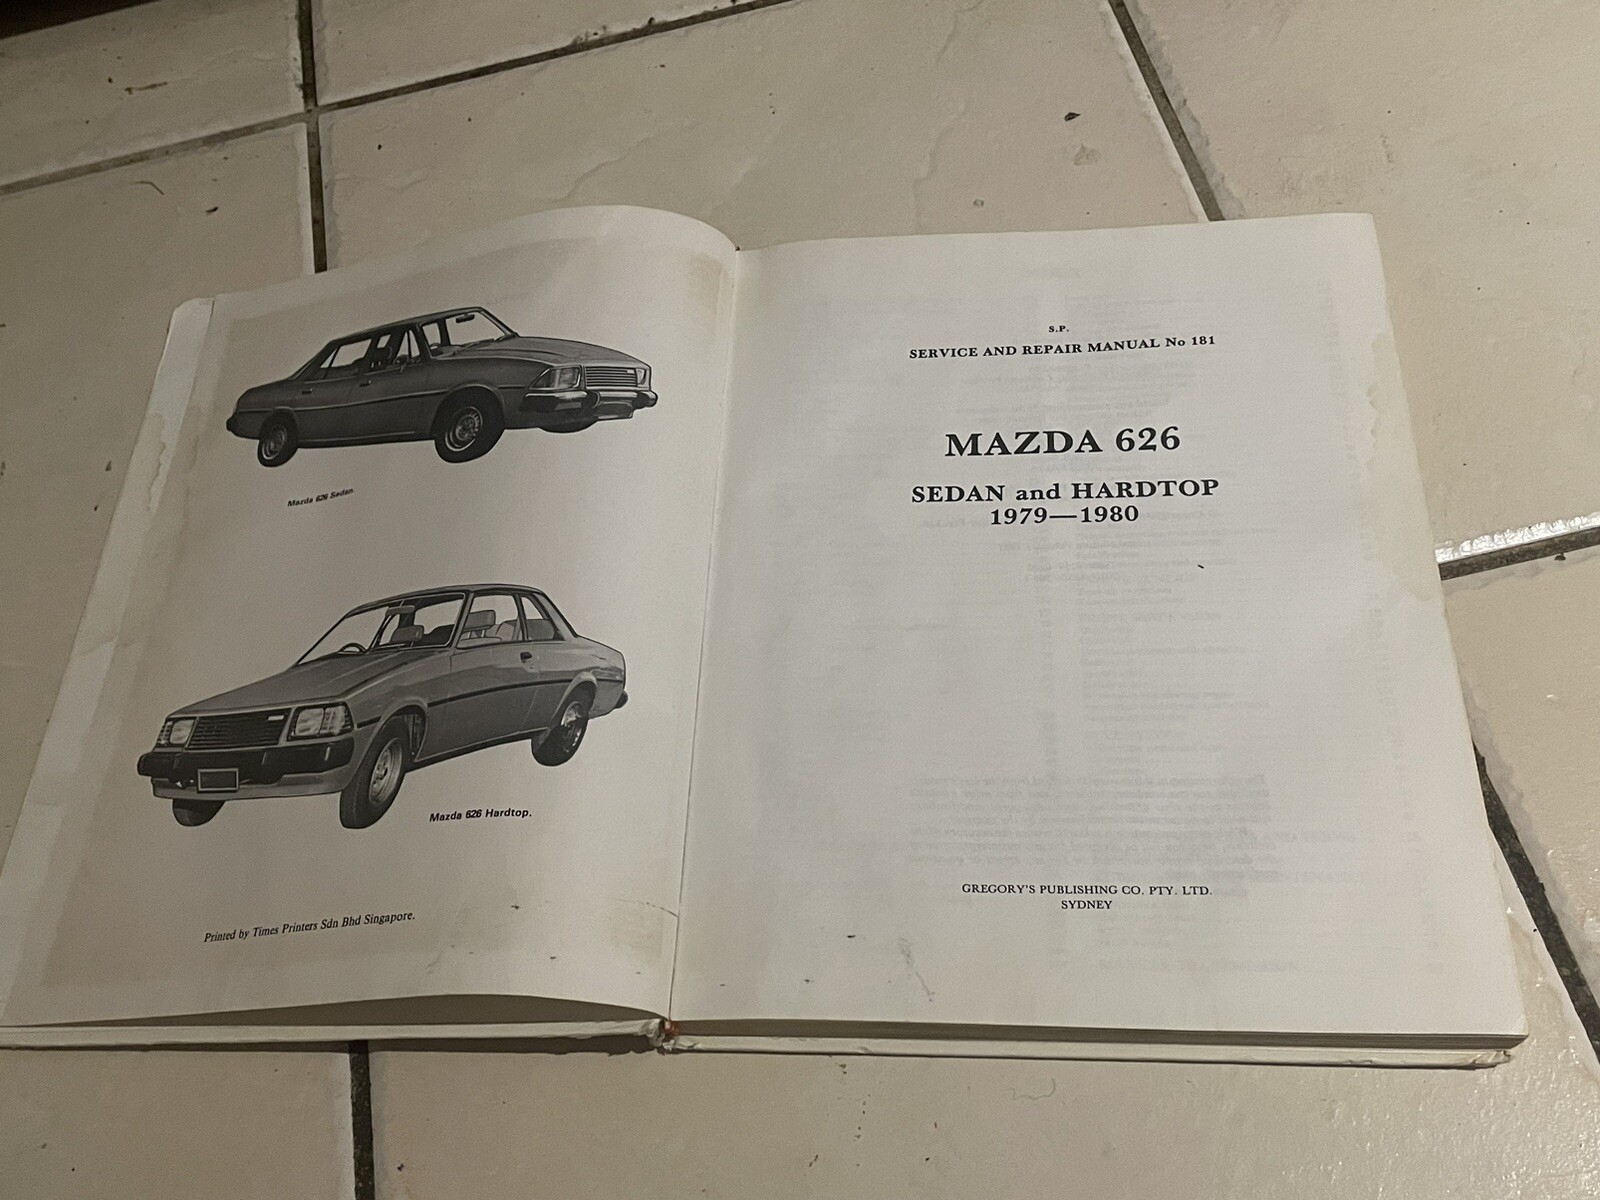 Mazda 626 Sedan.
Mazda 626 Hardtop.
Printed by Times Printers Sdn Bhd Singapore.
S.P.
SERVICE AND REPAIR MANUAL No 181
MAZDA 626
SEDAN and HARDTOP
1979—1980
GREGORY'S PUBLISHING CO. PTY. LTD.
SYDNEY